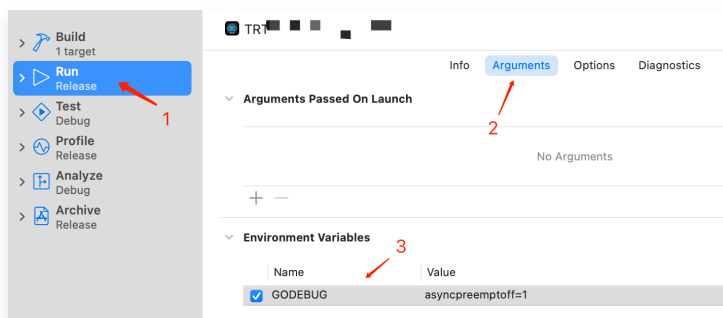 Build
1 target
Run
Release
1
Test
Debug
Profile
Release
Analyze
Debug
Archive
Release
TRT
Info Arguments Options Diagnostics
2
Arguments Passed On Launch
No Arguments
Environment Variables
3
Name Value
GODEBUG asyncpreemptoff=1